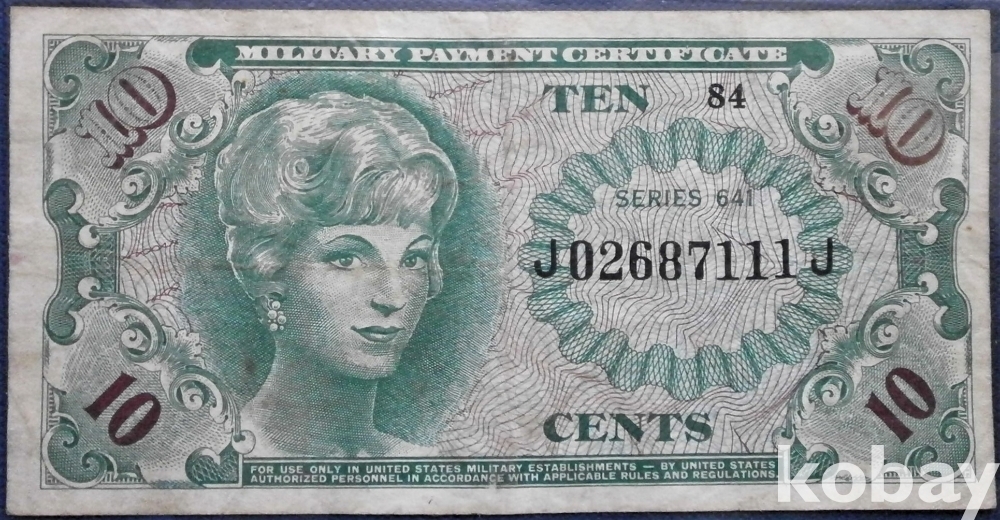 MILITARY PAYMENT CERTIFICATE
10 TEN 84 10
SERIES 641
J02687111J
10 CENTS 10
FOR USE ONLY IN UNITED STATES MILITARY ESTABLISHMENTS — BY UNITED STATES
AUTHORIZED PERSONNEL IN ACCORDANCE WITH APPLICABLE RULES AND REGULATIONS
kobay